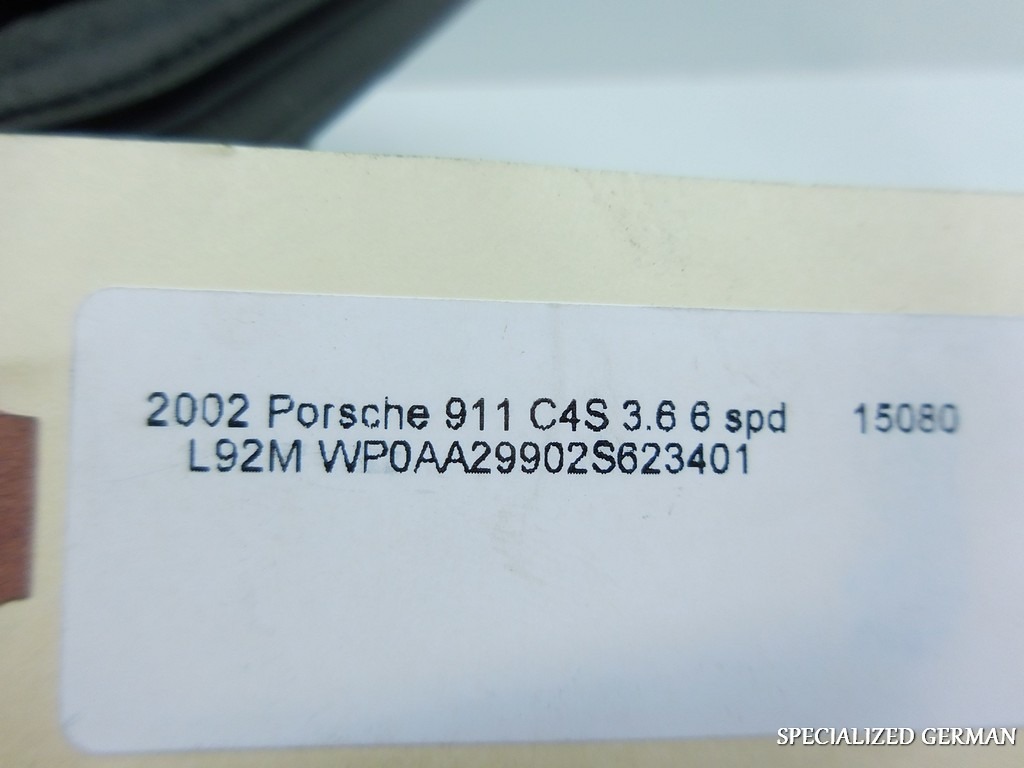 2002 Porsche 911 C4S 3.6 6 spd 15080
L92M WP0AA29902S623401
SPECIALIZED GERMAN